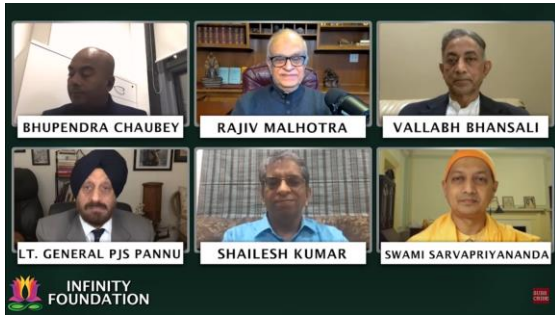 BHUPENDRA CHAUBEY
RAJIV MALHOTRA
VALLABH BHANSALI
LT. GENERAL PJS PANNU
SHAILESH KUMAR
SWAMI SARVAPRIYANANDA
INFINITY
FOUNDATION